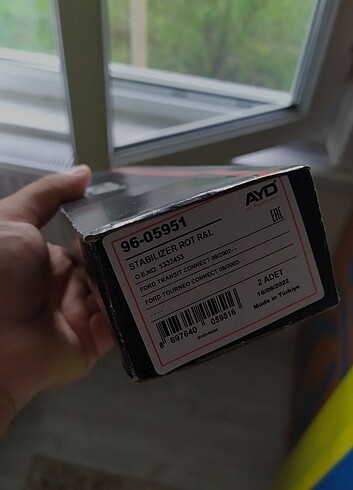 AYD
96-05951
EAC
STABILIZER ROT R&L
O.E.NO: 1332453
FORD TRANSIT CONNECT 06/2002- -
FORD TOURNEO CONNECT 06/2002- -
2 ADET
16/09/2022
Made in Türkiye
8 697640 059516